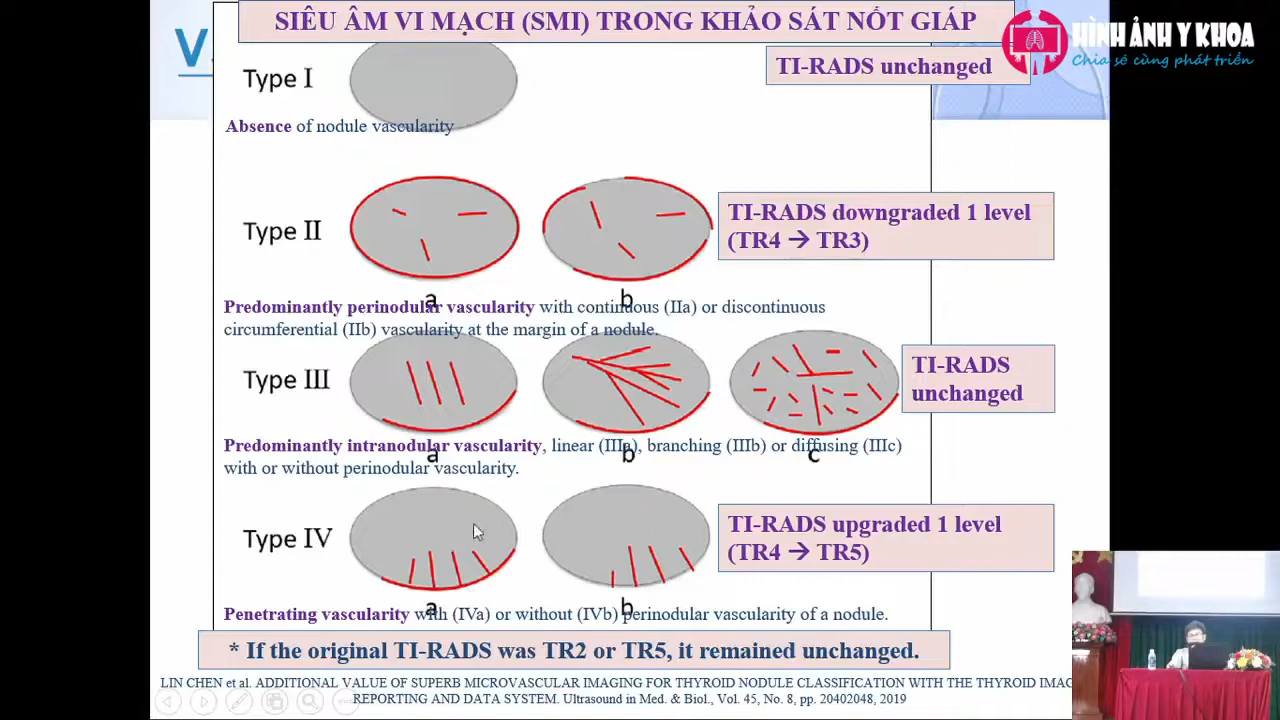 SIÊU ÂM VI MẠCH (SMI) TRONG KHẢO SÁT NỐT GIÁP
HÌNH ẢNH Y KHOA
Chia sẻ cùng phát triển
Type I
TI-RADS unchanged
Absence of nodule vascularity
Type II
TI-RADS downgraded 1 level
(TR4 → TR3)
a
b
Predominantly perinodular vascularity with continuous (IIa) or discontinuous
circumferential (IIb) vascularity at the margin of a nodule.
Type III
TI-RADS
unchanged
Predominantly intranodular vascularity, linear (IIIa), branching (IIIb) or diffusing (IIIc)
a
b
c
with or without perinodular vascularity.
Type IV
TI-RADS upgraded 1 level
(TR4 → TR5)
a
b
Penetrating vascularity with (IVa) or without (IVb) perinodular vascularity of a nodule.
* If the original TI-RADS was TR2 or TR5, it remained unchanged.
LIN CHEN et al. ADDITIONAL VALUE OF SUPERB MICROVASCULAR IMAGING FOR THYROID NODULE CLASSIFICATION WITH THE THYROID IMAG
REPORTING AND DATA SYSTEM. Ultrasound in Med. & Biol., Vol. 45, No. 8, pp. 20402048, 2019